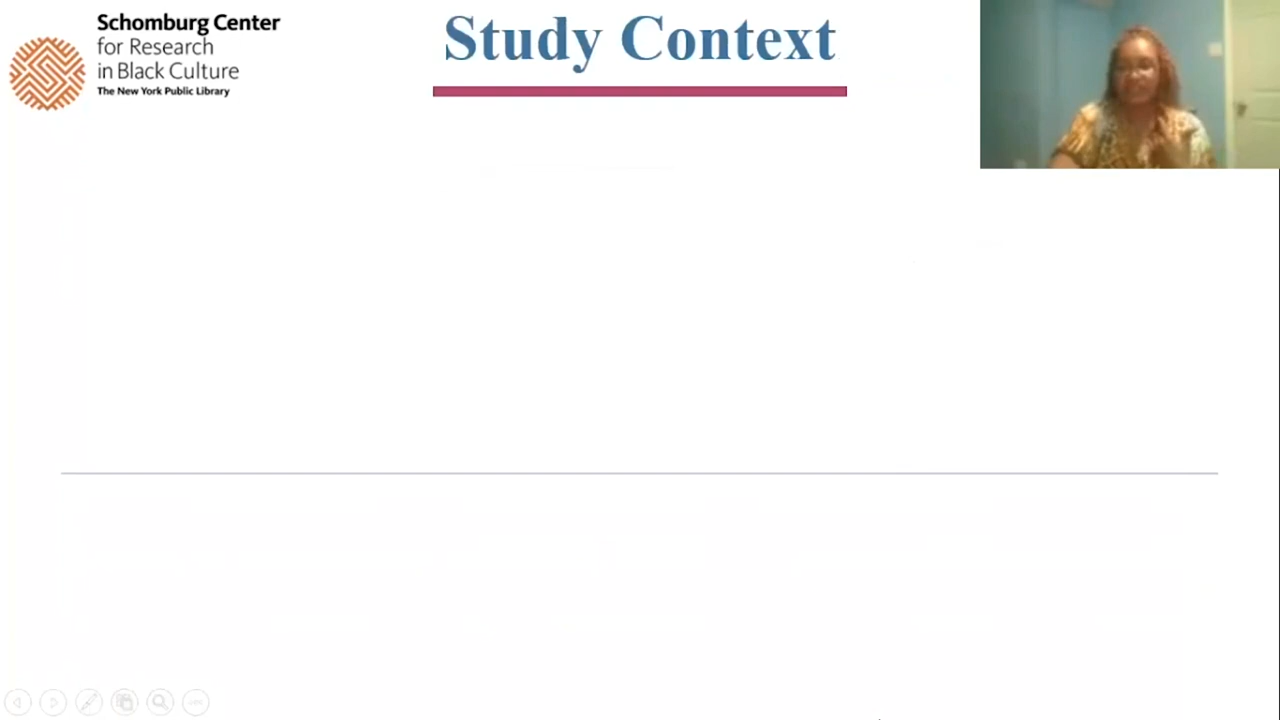 Schomburg Center
for Research
in Black Culture
The New York Public Library
Study Context